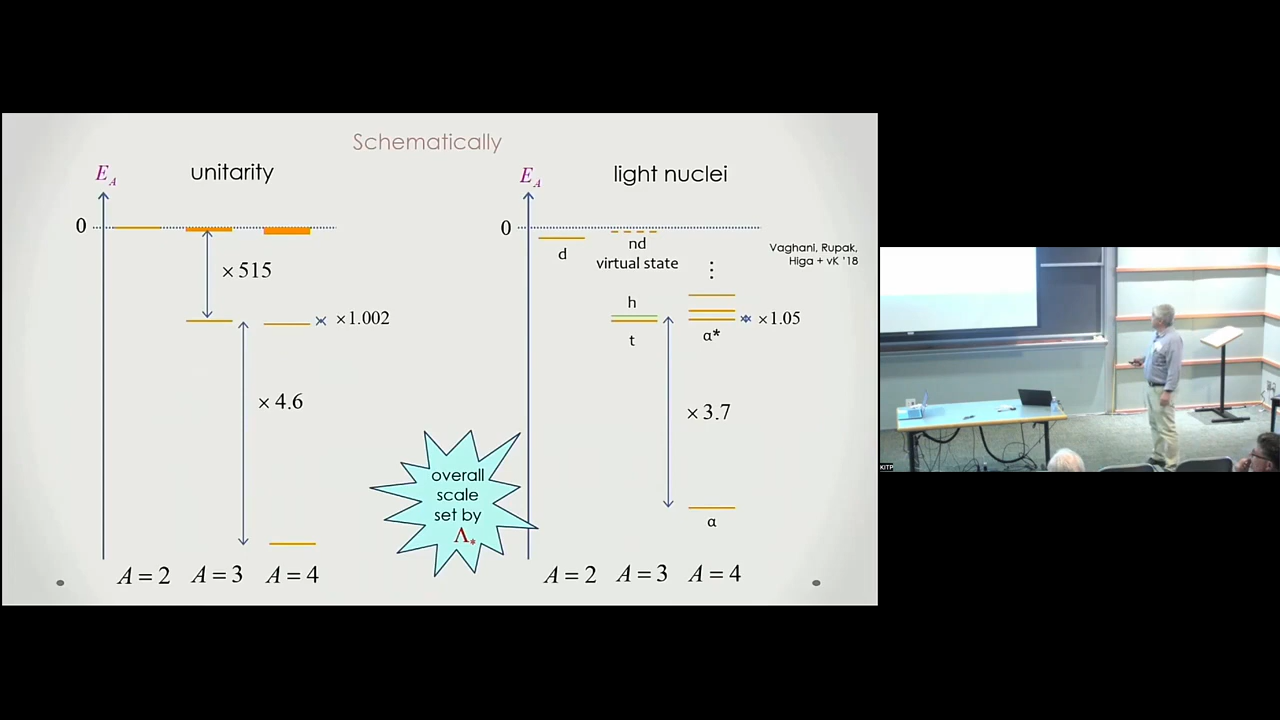 Schematically
unitarity
E_A
0
× 515
× 1.002
× 4.6
A = 2
A = 3
A = 4
overall
scale
set by
Λ*
light nuclei
E_A
0
d
nd
virtual state
Vaghani, Rupak,
Higa + vK '18
⋮
h
t
α*
× 1.05
× 3.7
α
A = 2
A = 3
A = 4
KITP